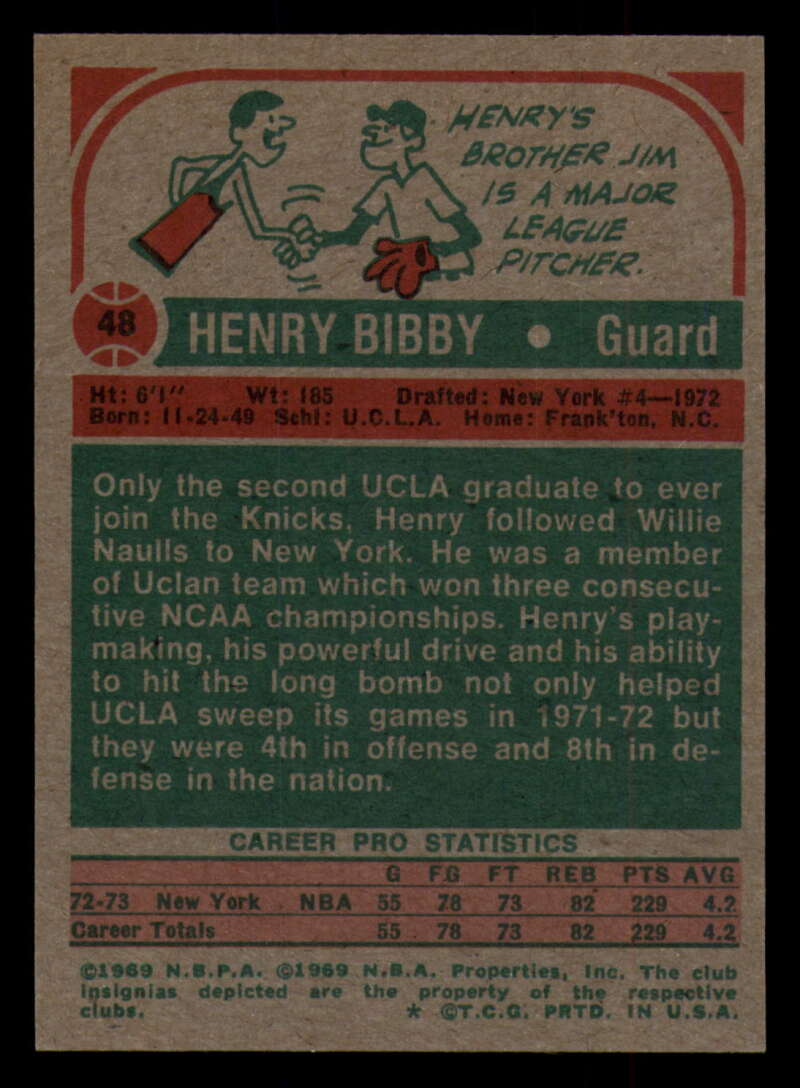 HENRY'S
BROTHER JIM
IS A MAJOR
LEAGUE
PITCHER.
48
HENRY BIBBY • Guard
Ht: 6'1" Wt: 185 Drafted: New York #4—1972
Born: 11-24-49 Schl: U.C.L.A. Home: Frank'ton, N.C.
Only the second UCLA graduate to ever
join the Knicks, Henry followed Willie
Naulls to New York. He was a member
of Uclan team which won three consecu-
tive NCAA championships. Henry's play-
making, his powerful drive and his ability
to hit the long bomb not only helped
UCLA sweep its games in 1971-72 but
they were 4th in offense and 8th in de-
fense in the nation.
CAREER PRO STATISTICS
G FG FT REB PTS AVG
72-73 New York NBA 55 78 73 82 229 4.2
Career Totals 55 78 73 82 229 4.2
©1969 N.B.P.A. ©1969 N.B.A. Properties, Inc. The club
insignias depicted are the property of the respective
clubs. * ©T.C.G. PRTD. IN U.S.A.